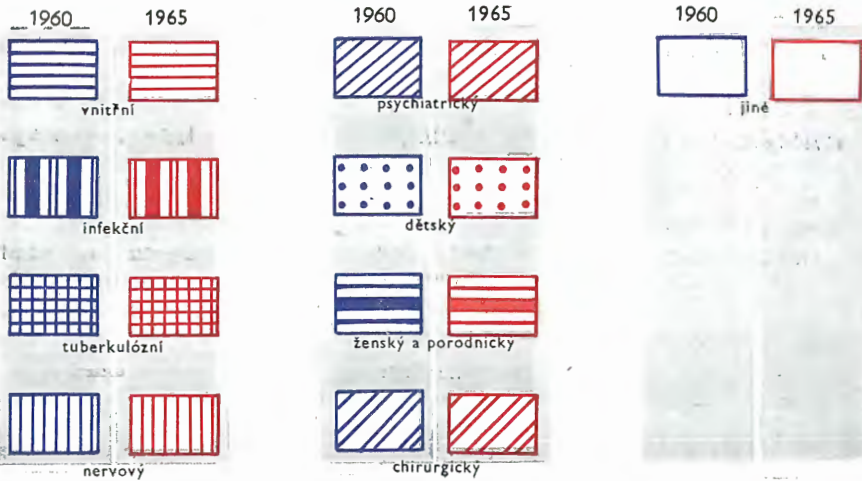 1960 1965 1960 1965 1960 1965
vnitřní psychiatrický jiné
infekční dětský
tuberkulózní ženský a porodnický
nervový chirurgický